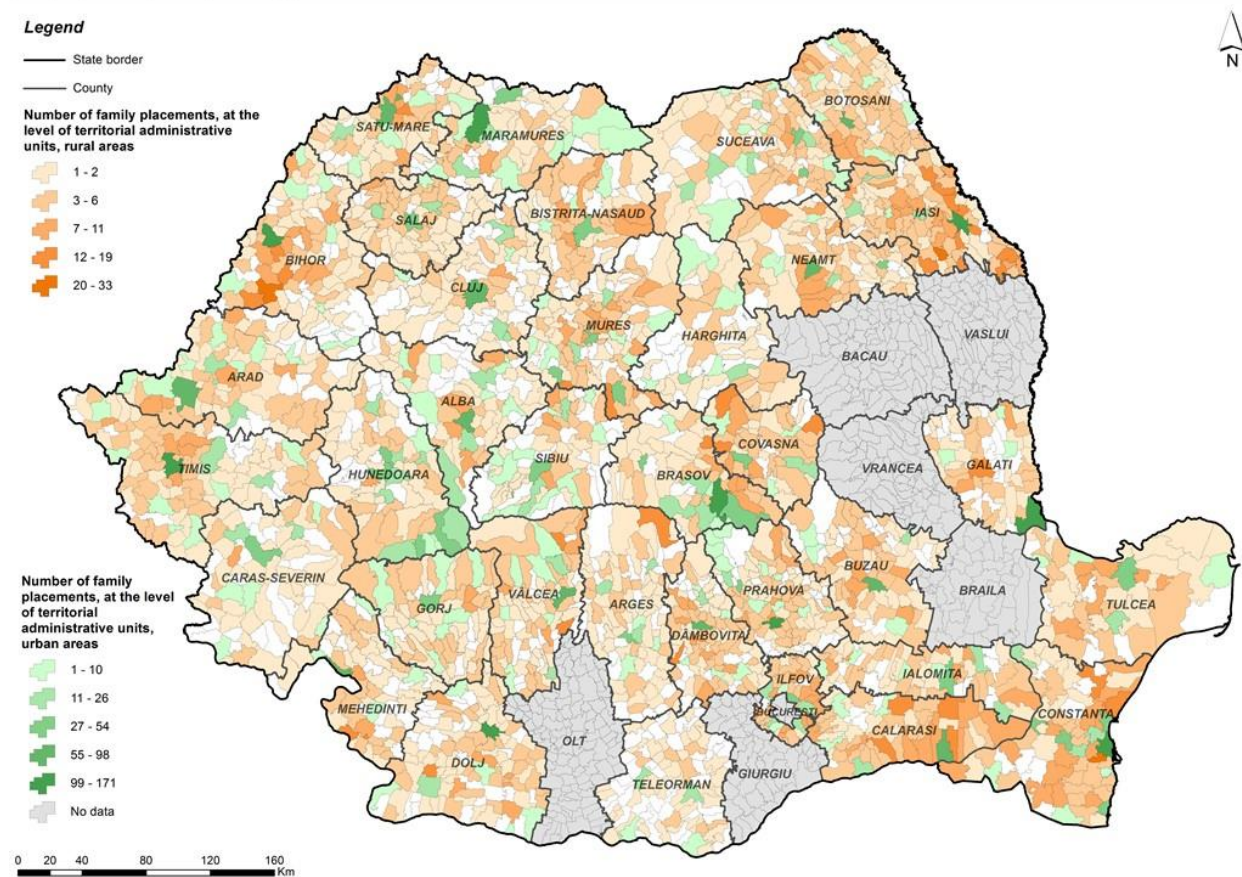 Legend
State border
County
Number of family placements, at the
level of territorial administrative
units, rural areas
1 - 2
3 - 6
7 - 11
12 - 19
20 - 33
N
BOTOSANI
SATU-MARE
MARAMURES
SUCEAVA
IASI
SALAJ
BISTRITA-NASAUD
BIHOR
NEAMT
CLUJ
MURES
HARGHITA
VASLUI
BACAU
ARAD
ALBA
COVASNA
TIMIS
SIBIU
HUNEDOARA
BRASOV
VRANCEA
GALATI
Number of family
placements, at the level
of territorial
administrative units,
urban areas
1 - 10
11 - 26
27 - 54
55 - 98
99 - 171
No data
CARAS-SEVERIN
GORJ
VÂLCEA
ARGES
PRAHOVA
BUZAU
BRAILA
TULCEA
DÂMBOVITA
ILFOV
IALOMITA
MEHEDINTI
BUCURESTI
CONSTANTA
CALARASI
OLT
DOLJ
TELEORMAN
GIURGIU
0 20 40 80 120 160
Km